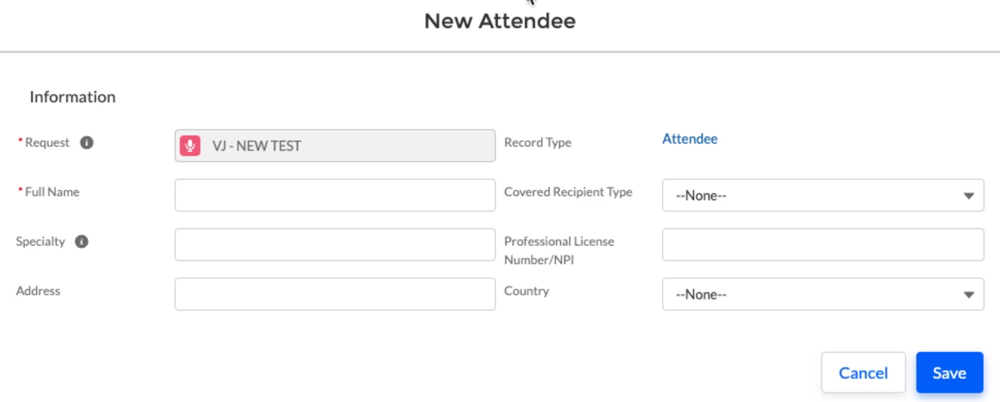 New Attendee
Information
*Request
VJ - NEW TEST
Record Type
Attendee
*Full Name
Covered Recipient Type
--None--
Specialty
Professional License
Number/NPI
Address
Country
--None--
Cancel
Save